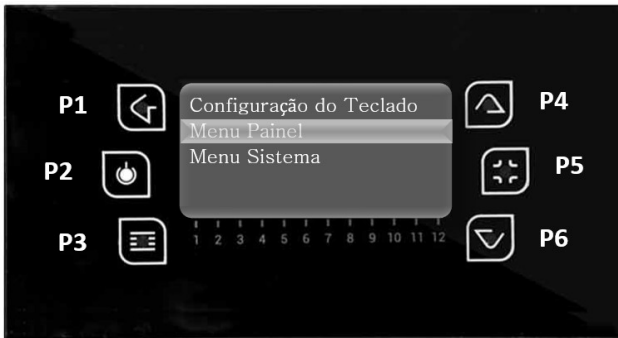 P1
P2
P3
Configuração do Teclado
Menu Painel
Menu Sistema
1 2 3 4 5 6 7 8 9 10 11 12
P4
P5
P6